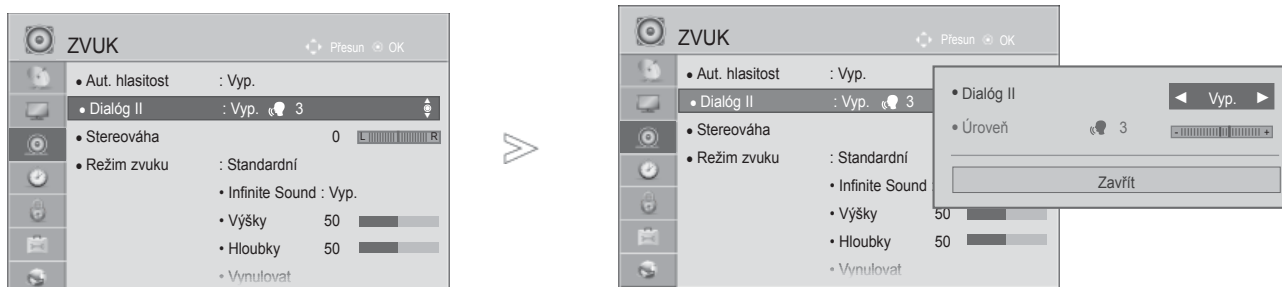 ZVUK
Přesun OK
• Aut. hlasitost : Vyp.
• Dialóg II : Vyp. 3
• Stereováha 0 L R
• Režim zvuku : Standardní
• Infinite Sound : Vyp.
• Výšky 50
• Hloubky 50
• Vynulovat
ZVUK
Přesun OK
• Aut. hlasitost : Vyp.
• Dialóg II : Vyp. 3
• Stereováha
• Režim zvuku : Standardní
• Infinite Sound :
• Výšky 50
• Hloubky 50
• Vynulovat
• Dialóg II ◄ Vyp. ►
• Úroveň 3 - +
Zavřít